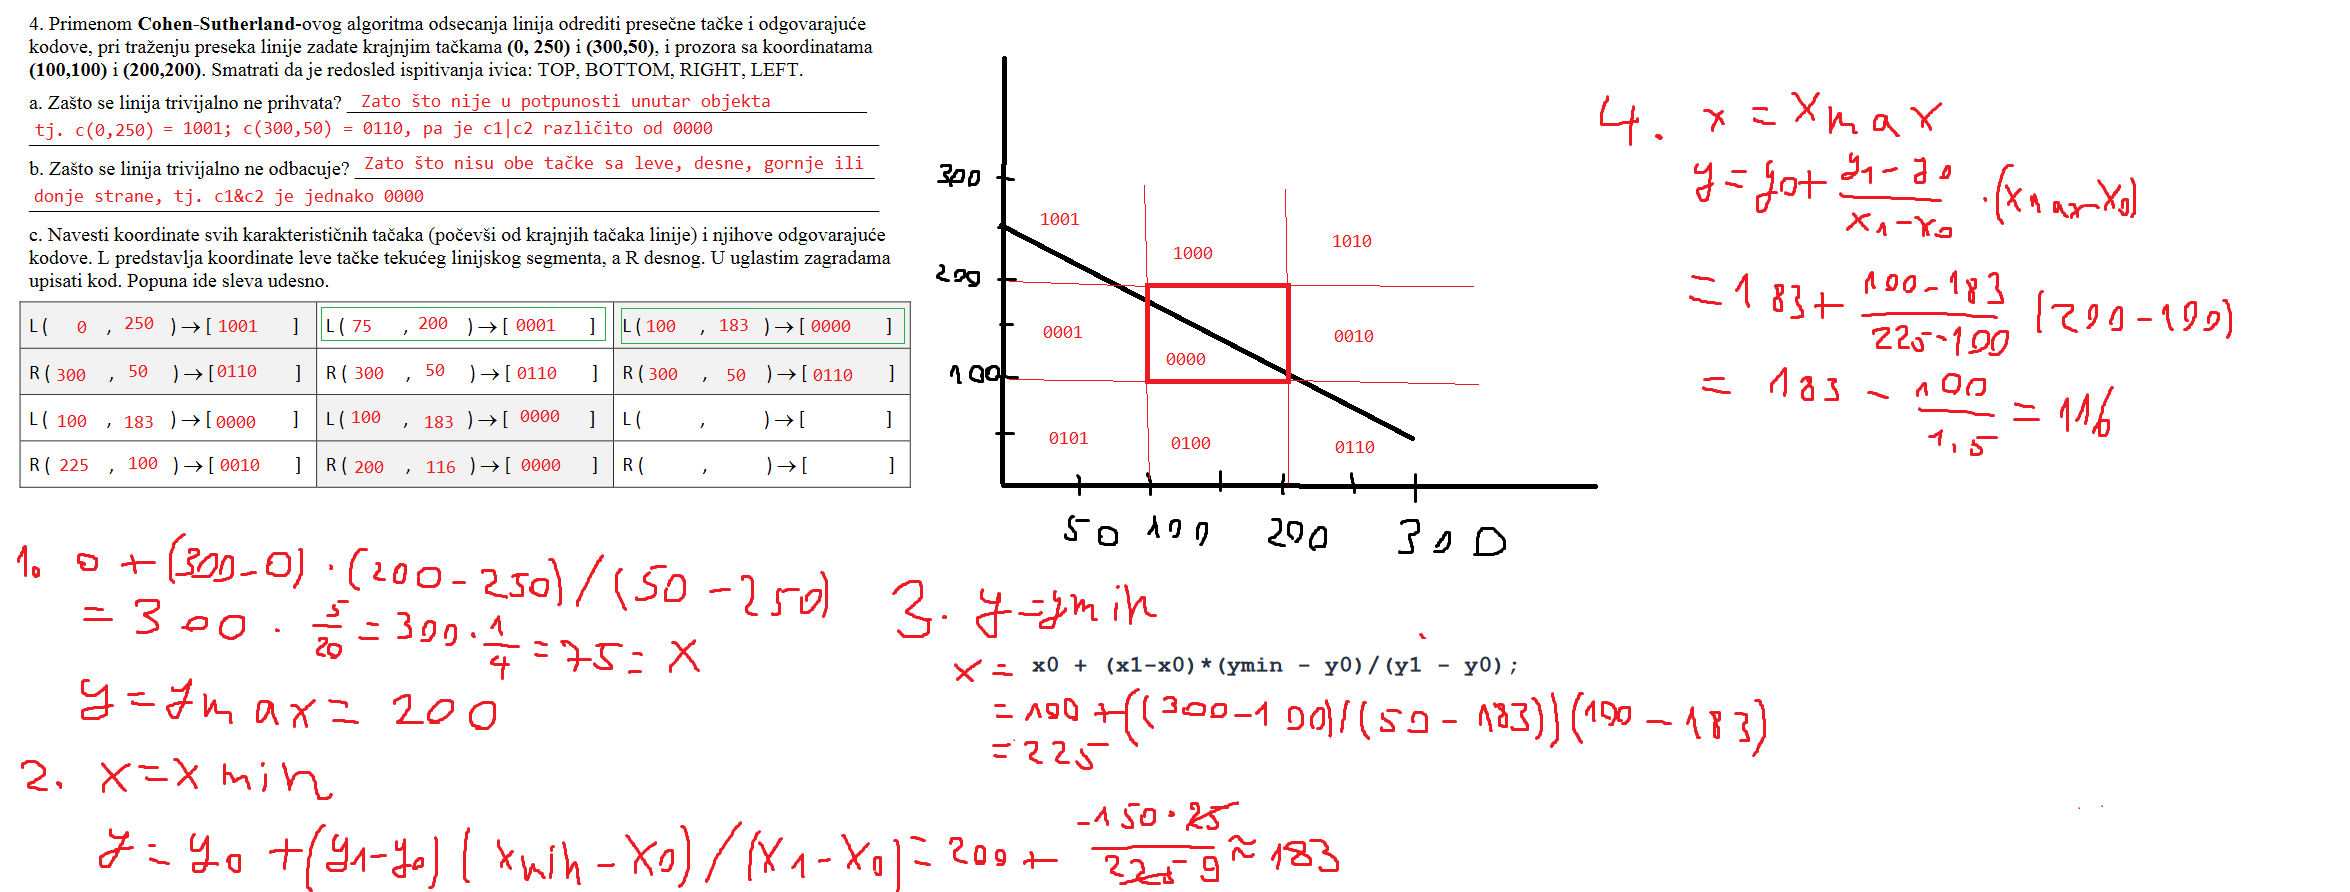 4. Primenom Cohen-Sutherland-ovog algoritma odsecanja linija odrediti presečne tačke i odgovarajuće
kodove, pri traženju preseka linije zadate krajnjim tačkama (0, 250) i (300,50), i prozora sa koordinatama
(100,100) i (200,200). Smatrati da je redosled ispitivanja ivica: TOP, BOTTOM, RIGHT, LEFT.
a. Zašto se linija trivijalno ne prihvata? Zato što nije u potpunosti unutar objekta
tj. c(0,250) = 1001; c(300,50) = 0110, pa je c1|c2 različito od 0000
b. Zašto se linija trivijalno ne odbacuje? Zato što nisu obe tačke sa leve, desne, gornje ili
donje strane, tj. c1&c2 je jednako 0000
c. Navesti koordinate svih karakterističnih tačaka (počevši od krajnjih tačaka linije) i njihove odgovarajuće
kodove. L predstavlja koordinate leve tačke tekućeg linijskog segmenta, a R desnog. U uglastim zagradama
upisati kod. Popuna ide sleva udesno.
L( 0 , 250 )→[ 1001 ] L( 75 , 200 )→[ 0001 ] L( 100 , 183 )→[ 0000 ]
R( 300 , 50 )→[ 0110 ] R( 300 , 50 )→[ 0110 ] R( 300 , 50 )→[ 0110 ]
L( 100 , 183 )→[ 0000 ] L( 100 , 183 )→[ 0000 ] L( , )→[ ]
R( 225 , 100 )→[ 0010 ] R( 200 , 116 )→[ 0000 ] R( , )→[ ]
300
200
100
1001
1000
1010
0001
0000
0010
0101
0100
0110
50 100 200 300
4. x = xmax
y = y0 + (y1 - y0)/(x1 - x0) · (xmax - x0)
= 183 + (100 - 183)/(225 - 100) (200 - 100)
= 183 - 100/1,5 = 116
1. 0 + (300 - 0) · (200 - 250) / (50 - 250)
= 300 · 5/20 = 300 · 1/4 = 75 = x
y = ymax = 200
2. x = xmin
y = y0 + (y1 - y0) (xmin - x0) / (x1 - x0) = 200 + -150 · 25/225 9 ≈ 183
3. y = ymin
x = x0 + (x1-x0)*(ymin - y0)/(y1 - y0);
= 100 + ((300 - 100)/(50 - 183))(100 - 183)
= 225